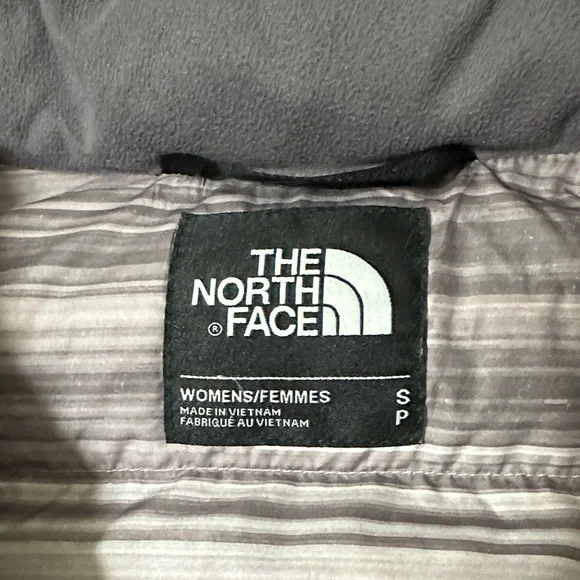 THE
NORTH
® FACE
WOMENS/FEMMES S
MADE IN VIETNAM P
FABRIQUÉ AU VIETNAM